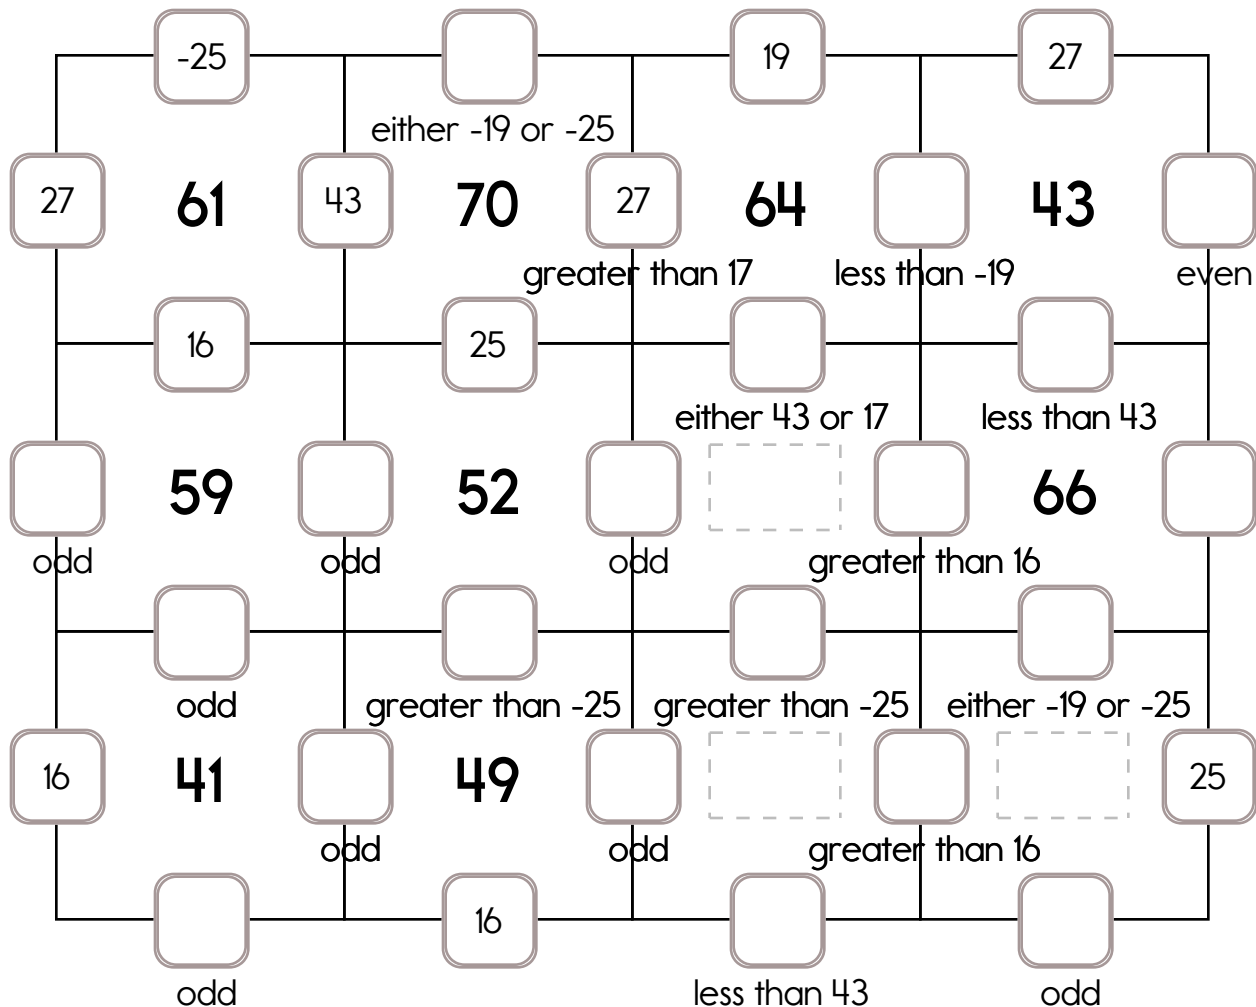 -25 19 27
either -19 or -25
27 61 43 70 27 64 43
greater than 17 less than -19 even
16 25
either 43 or 17 less than 43
59 52 66
odd odd odd greater than 16
odd greater than -25 greater than -25 either -19 or -25
16 41 49 25
odd odd greater than 16
16
odd less than 43 odd